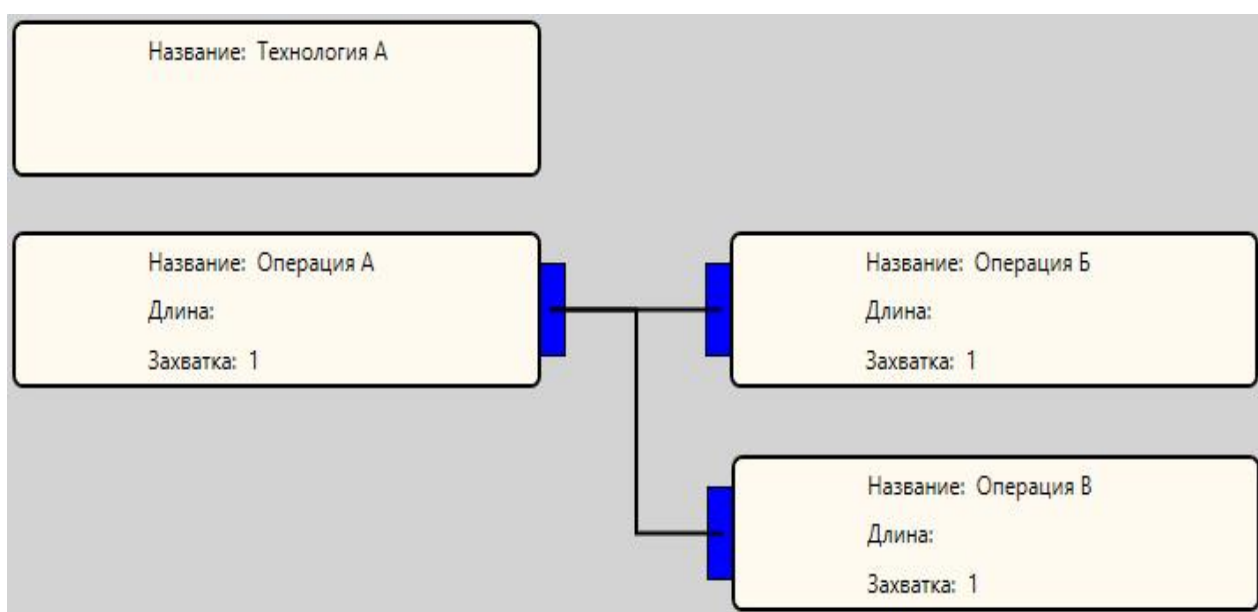 Название: Технология А
Название: Операция А
Длина:
Захватка: 1
Название: Операция Б
Длина:
Захватка: 1
Название: Операция В
Длина:
Захватка: 1